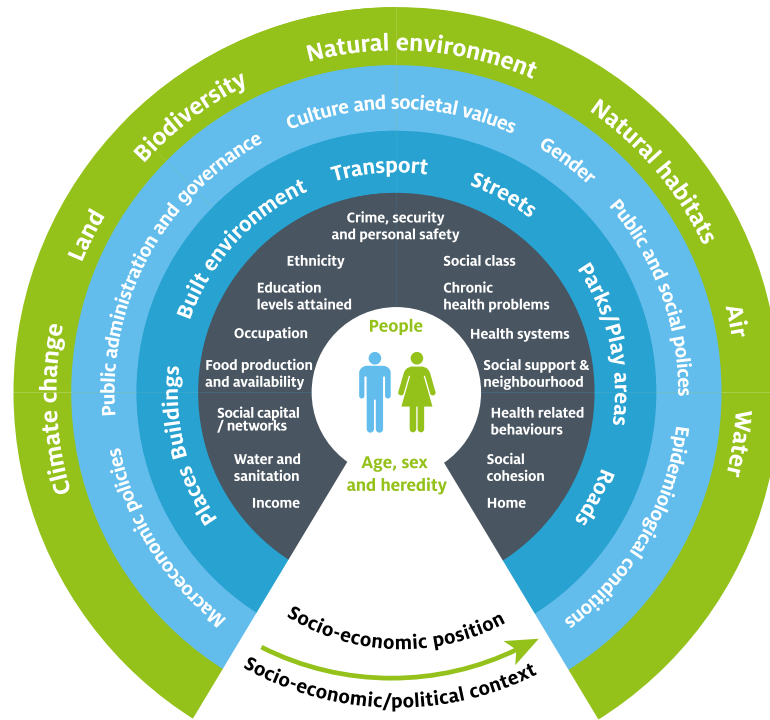 Climate change
Land
Biodiversity
Natural environment
Natural habitats
Air
Water
Macroeconomic policies
Public administration and governance
Culture and societal values
Gender
Public and social polices
Epidemiological conditions
Places Buildings
Built environment
Transport
Streets
Parks/Play areas
Roads
Crime, security
and personal safety
Ethnicity
Education
levels attained
Occupation
Food production
and availability
Social capital
/ networks
Water and
sanitation
Income
Social class
Chronic
health problems
Health systems
Social support &
neighbourhood
Health related
behaviours
Social
cohesion
Home
People
Age, sex
and heredity
Socio-economic position
Socio-economic/political context